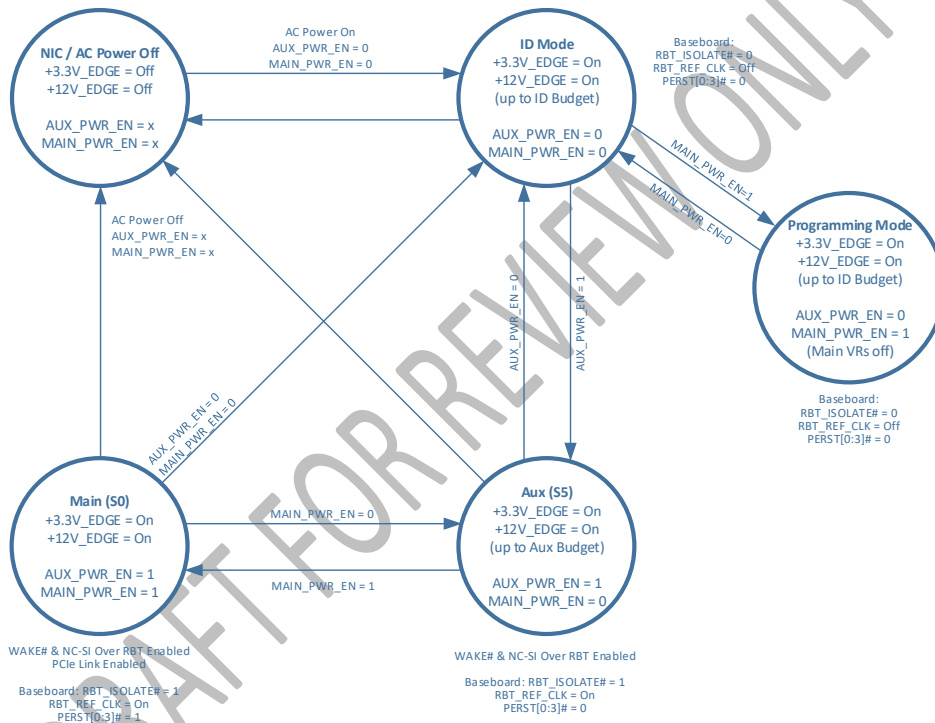 NIC / AC Power Off
+3.3V_EDGE = Off
+12V_EDGE = Off
AUX_PWR_EN = x
MAIN_PWR_EN = x
AC Power On
AUX_PWR_EN = 0
MAIN_PWR_EN = 0
ID Mode
+3.3V_EDGE = On
+12V_EDGE = On
(up to ID Budget)
AUX_PWR_EN = 0
MAIN_PWR_EN = 0
Baseboard:
RBT_ISOLATE# = 0
RBT_REF_CLK = Off
PERST[0:3]# = 0
MAIN_PWR_EN=1
MAIN_PWR_EN=0
Programming Mode
+3.3V_EDGE = On
+12V_EDGE = On
(up to ID Budget)
AUX_PWR_EN = 0
MAIN_PWR_EN = 1
(Main VRs off)
Baseboard:
RBT_ISOLATE# = 0
RBT_REF_CLK = Off
PERST[0:3]# = 0
AC Power Off
AUX_PWR_EN = x
MAIN_PWR_EN = x
AUX_PWR_EN = 0
AUX_PWR_EN = 1
AUX_PWR_EN = 0
MAIN_PWR_EN = 0
Main (S0)
+3.3V_EDGE = On
+12V_EDGE = On
AUX_PWR_EN = 1
MAIN_PWR_EN = 1
MAIN_PWR_EN = 0
MAIN_PWR_EN = 1
Aux (S5)
+3.3V_EDGE = On
+12V_EDGE = On
(up to Aux Budget)
AUX_PWR_EN = 1
MAIN_PWR_EN = 0
WAKE# & NC-SI Over RBT Enabled
PCIe Link Enabled
Baseboard: RBT_ISOLATE# = 1
RBT_REF_CLK = On
PERST[0:3]# = 1
WAKE# & NC-SI Over RBT Enabled
Baseboard: RBT_ISOLATE# = 1
RBT_REF_CLK = On
PERST[0:3]# = 0
DRAFT FOR REVIEW ONLY